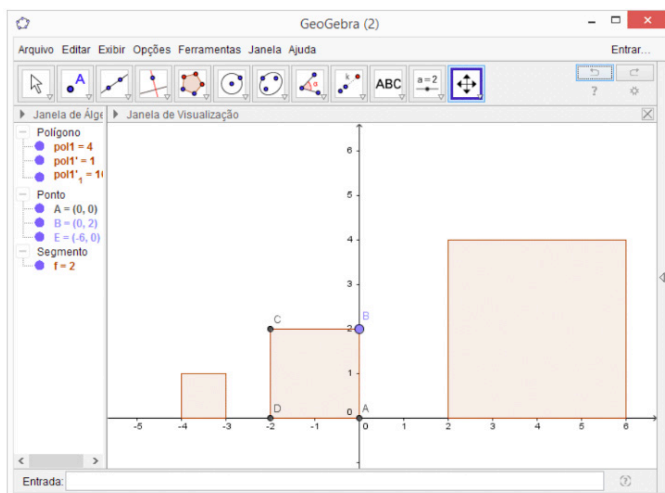 GeoGebra (2)
Arquivo Editar Exibir Opções Ferramentas Janela Ajuda Entrar...
A ABC a=2 ?
Janela de Álge Janela de Visualização
Polígono
pol1 = 4
pol1' = 1
pol1'1 = 16
Ponto
A = (0, 0)
B = (0, 2)
E = (-6, 0)
Segmento
f = 2
6
5
4
3
C 2 B
1
D 0 A
-5 -4 -3 -2 -1 0 1 2 3 4 5 6
Entrada: